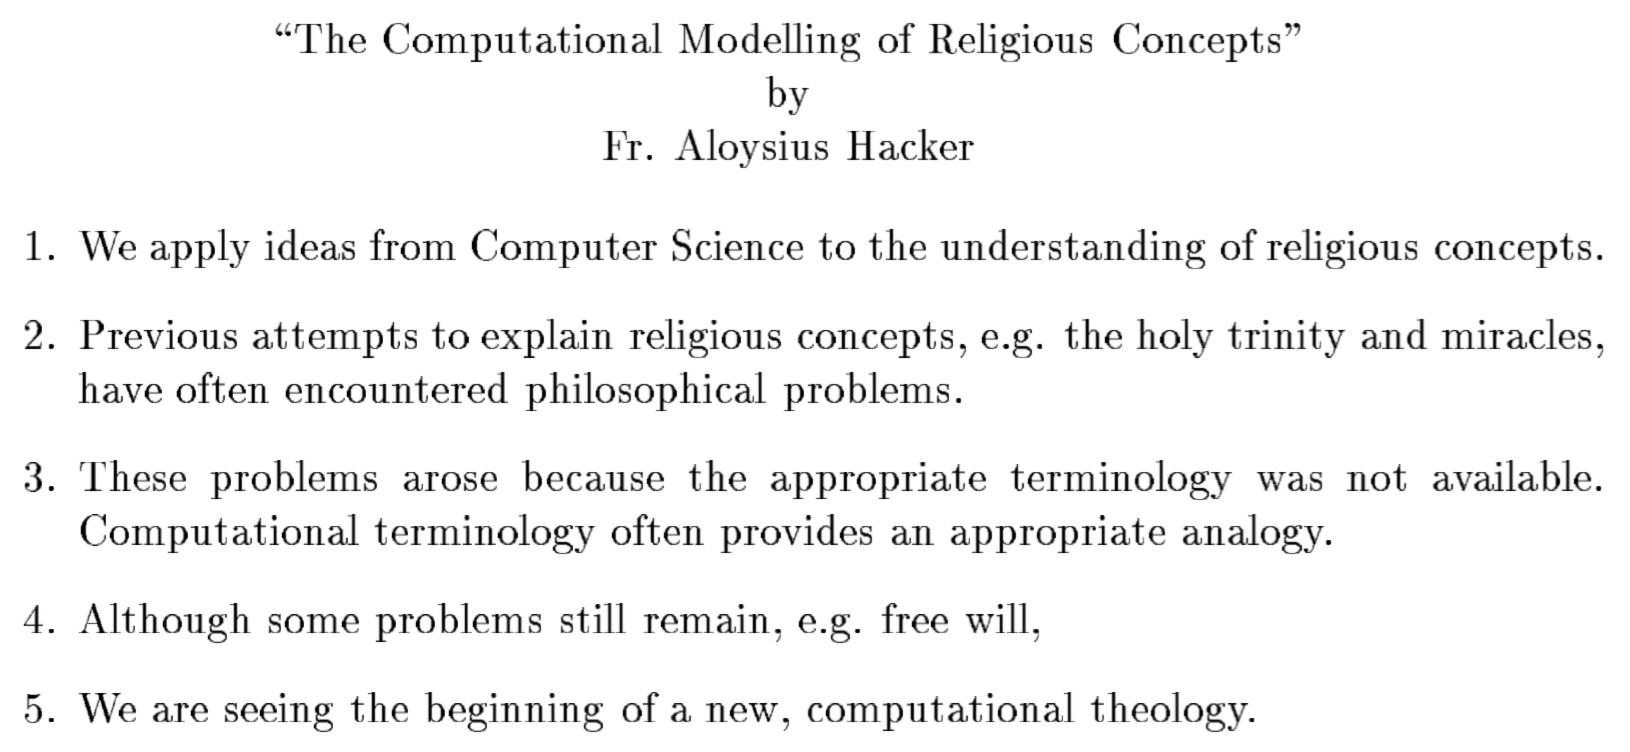 “The Computational Modelling of Religious Concepts”
by
Fr. Aloysius Hacker
1. We apply ideas from Computer Science to the understanding of religious concepts.
2. Previous attempts to explain religious concepts, e.g. the holy trinity and miracles,
have often encountered philosophical problems.
3. These problems arose because the appropriate terminology was not available.
Computational terminology often provides an appropriate analogy.
4. Although some problems still remain, e.g. free will,
5. We are seeing the beginning of a new, computational theology.